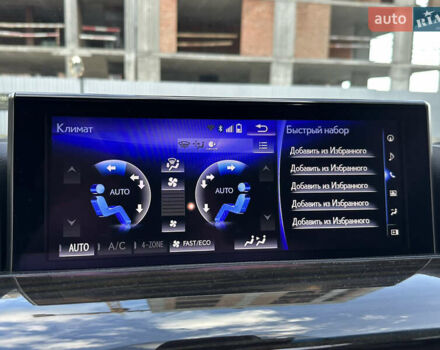 auto RIA
Климат
Быстрый набор
Добавить из Избранного
Добавить из Избранного
Добавить из Избранного
Добавить из Избранного
Добавить из Избранного
AUTO
AUTO
AUTO A/C 4-ZONE FAST/ECO